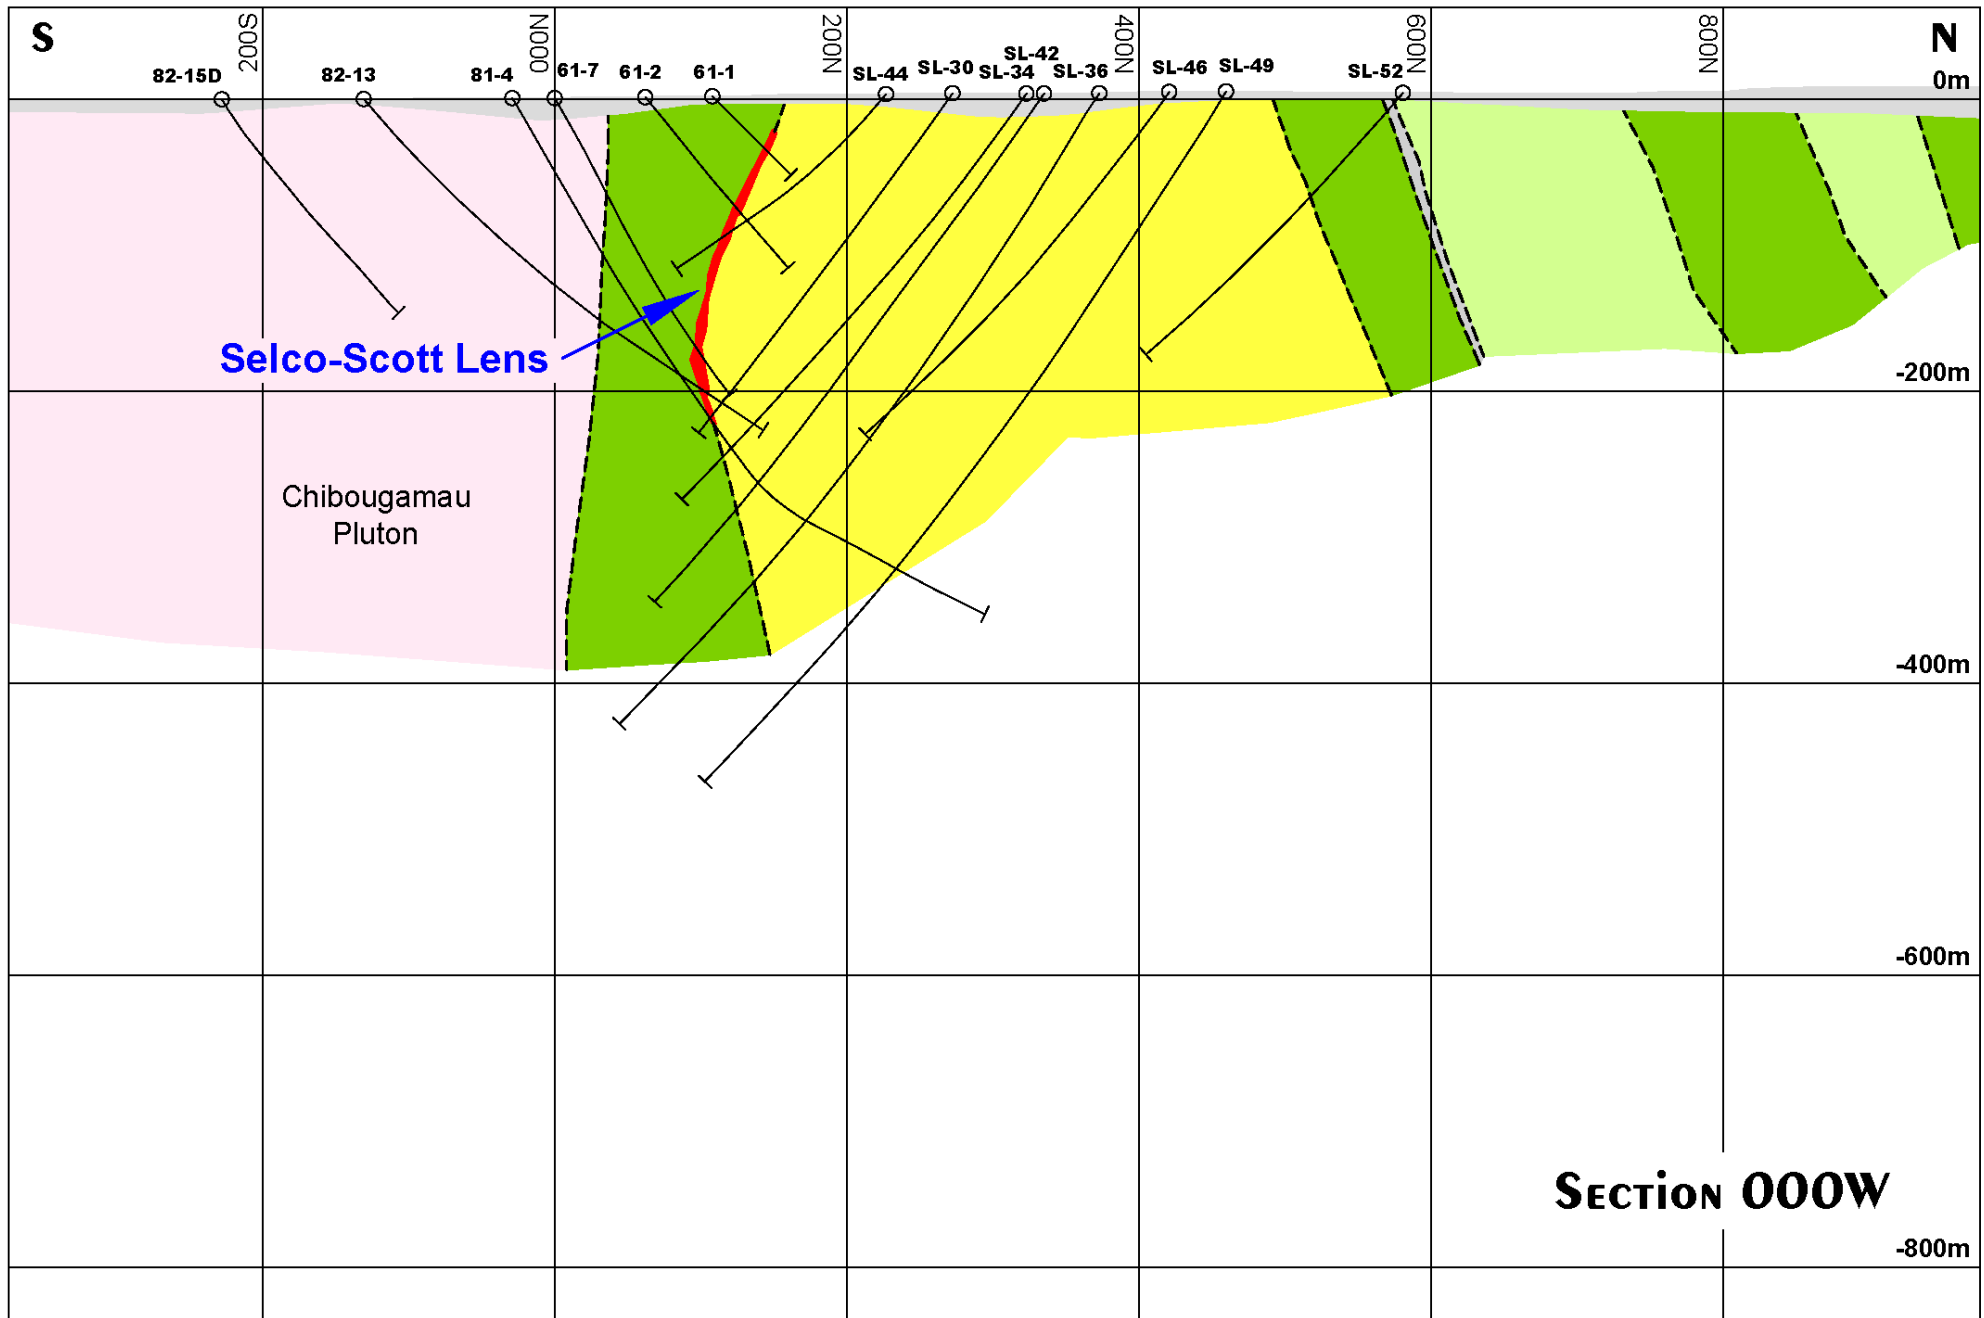 S
200S
N0000
200N
400N
600N
800N
N
82-15D
82-13
81-4
61-7
61-2
61-1
SL-44
SL-30
SL-42
SL-34
SL-36
SL-46
SL-49
SL-52
0m
Selco-Scott Lens
-200m
Chibougamau
Pluton
-400m
-600m
Section 000W
-800m